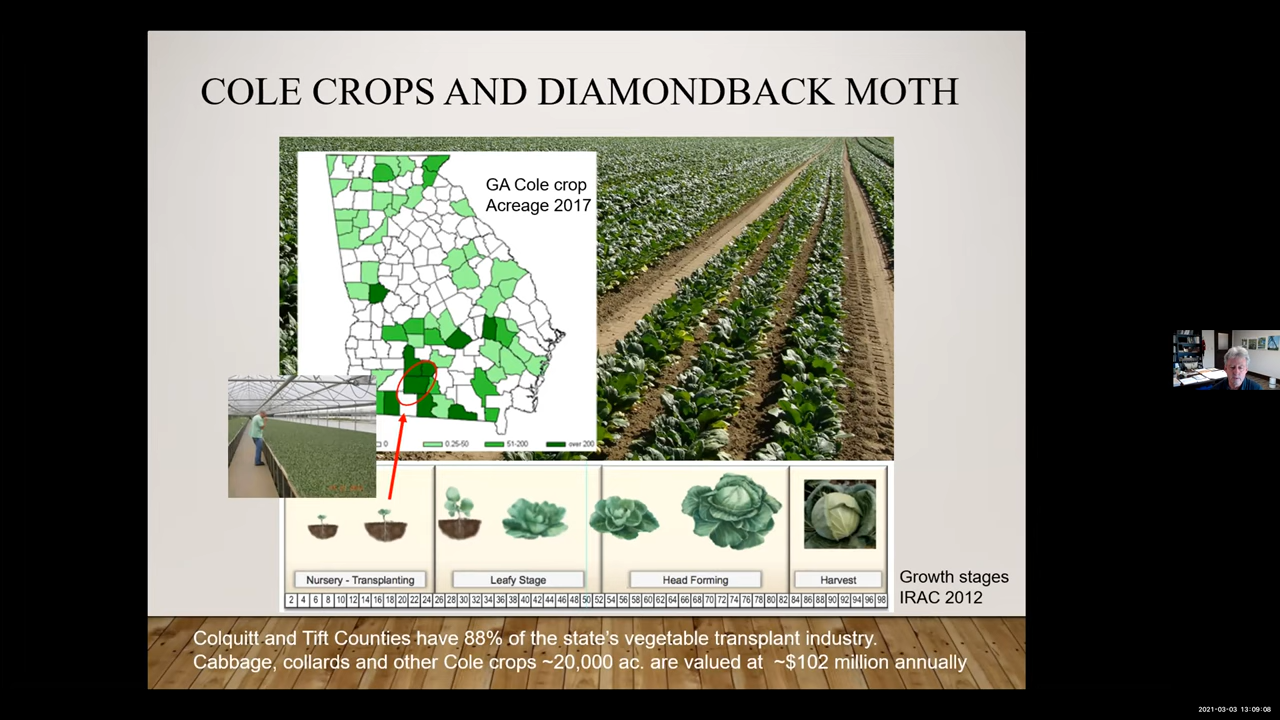 COLE CROPS AND DIAMONDBACK MOTH
GA Cole crop
Acreage 2017
0 0.25-50 51-200 over 200
Nursery - Transplanting Leafy Stage Head Forming Harvest
2 4 6 8 10 12 14 16 18 20 22 24 26 28 30 32 34 36 38 40 42 44 46 48 50 52 54 56 58 60 62 64 66 68 70 72 74 76 78 80 82 84 86 88 90 92 94 96 98
Growth stages
IRAC 2012
Colquitt and Tift Counties have 88% of the state's vegetable transplant industry.
Cabbage, collards and other Cole crops ~20,000 ac. are valued at ~$102 million annually
2021-03-03 13:09:08